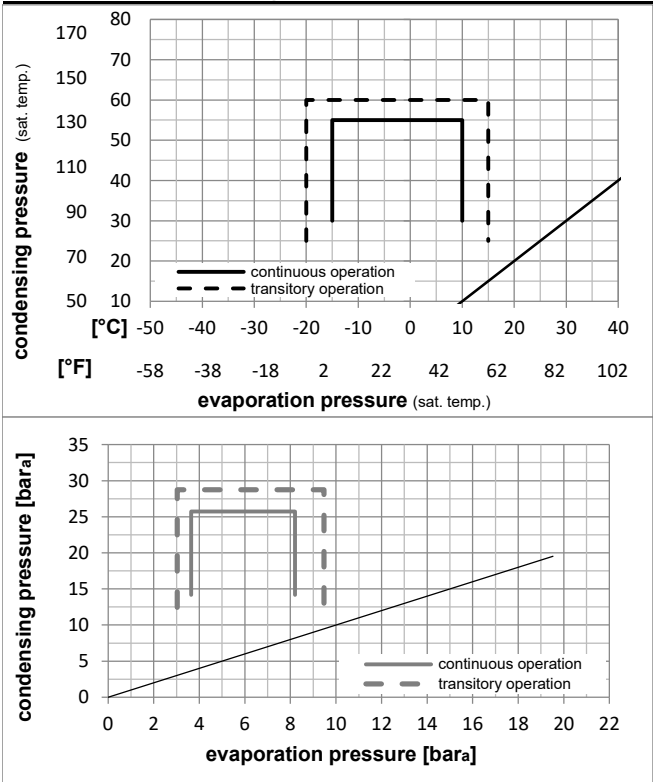 condensing pressure (sat. temp.)
170 80
70
150 60
130 50
110 40
90 30
70 20
50 10
continuous operation
transitory operation
[°C] -50 -40 -30 -20 -10 0 10 20 30 40
[°F] -58 -38 -18 2 22 42 62 82 102
evaporation pressure (sat. temp.)
condensing pressure [bara]
35
30
25
20
15
10
5
0
continuous operation
transitory operation
0 2 4 6 8 10 12 14 16 18 20 22
evaporation pressure [bara]